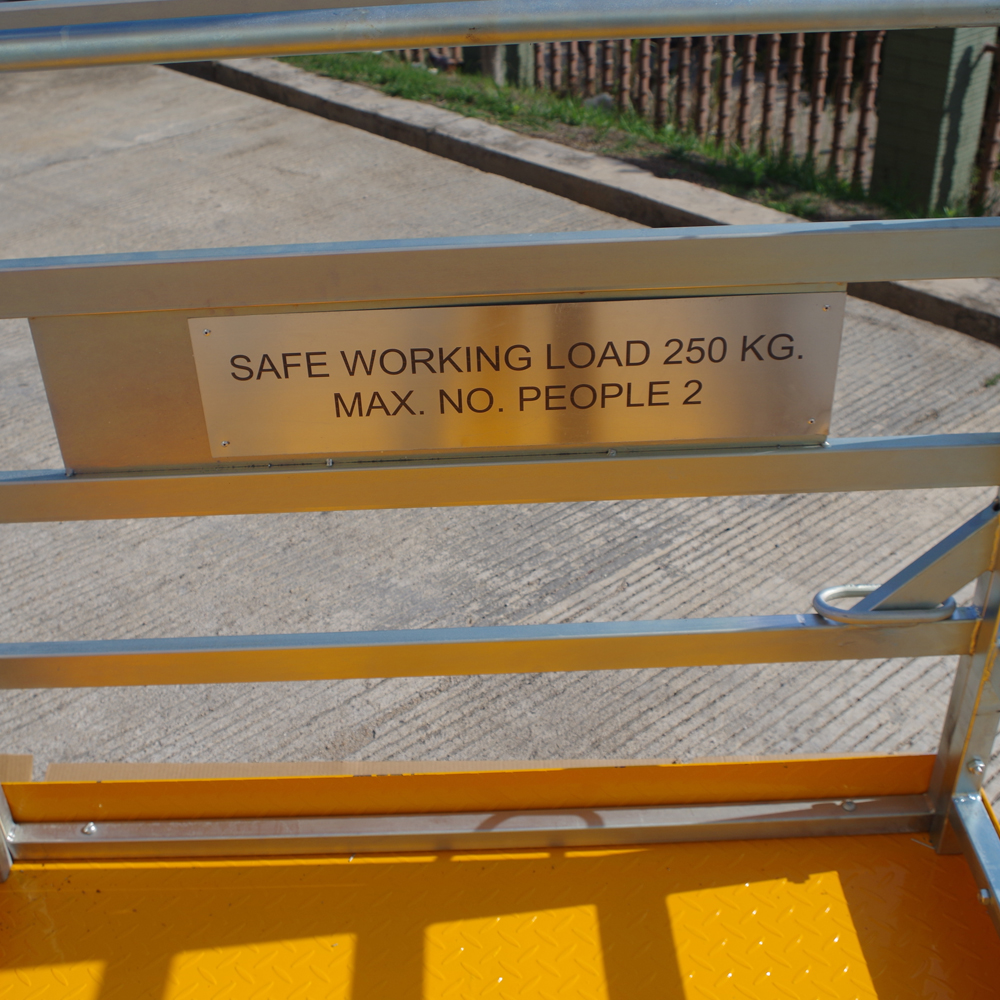 SAFE WORKING LOAD 250 KG.
MAX. NO. PEOPLE 2